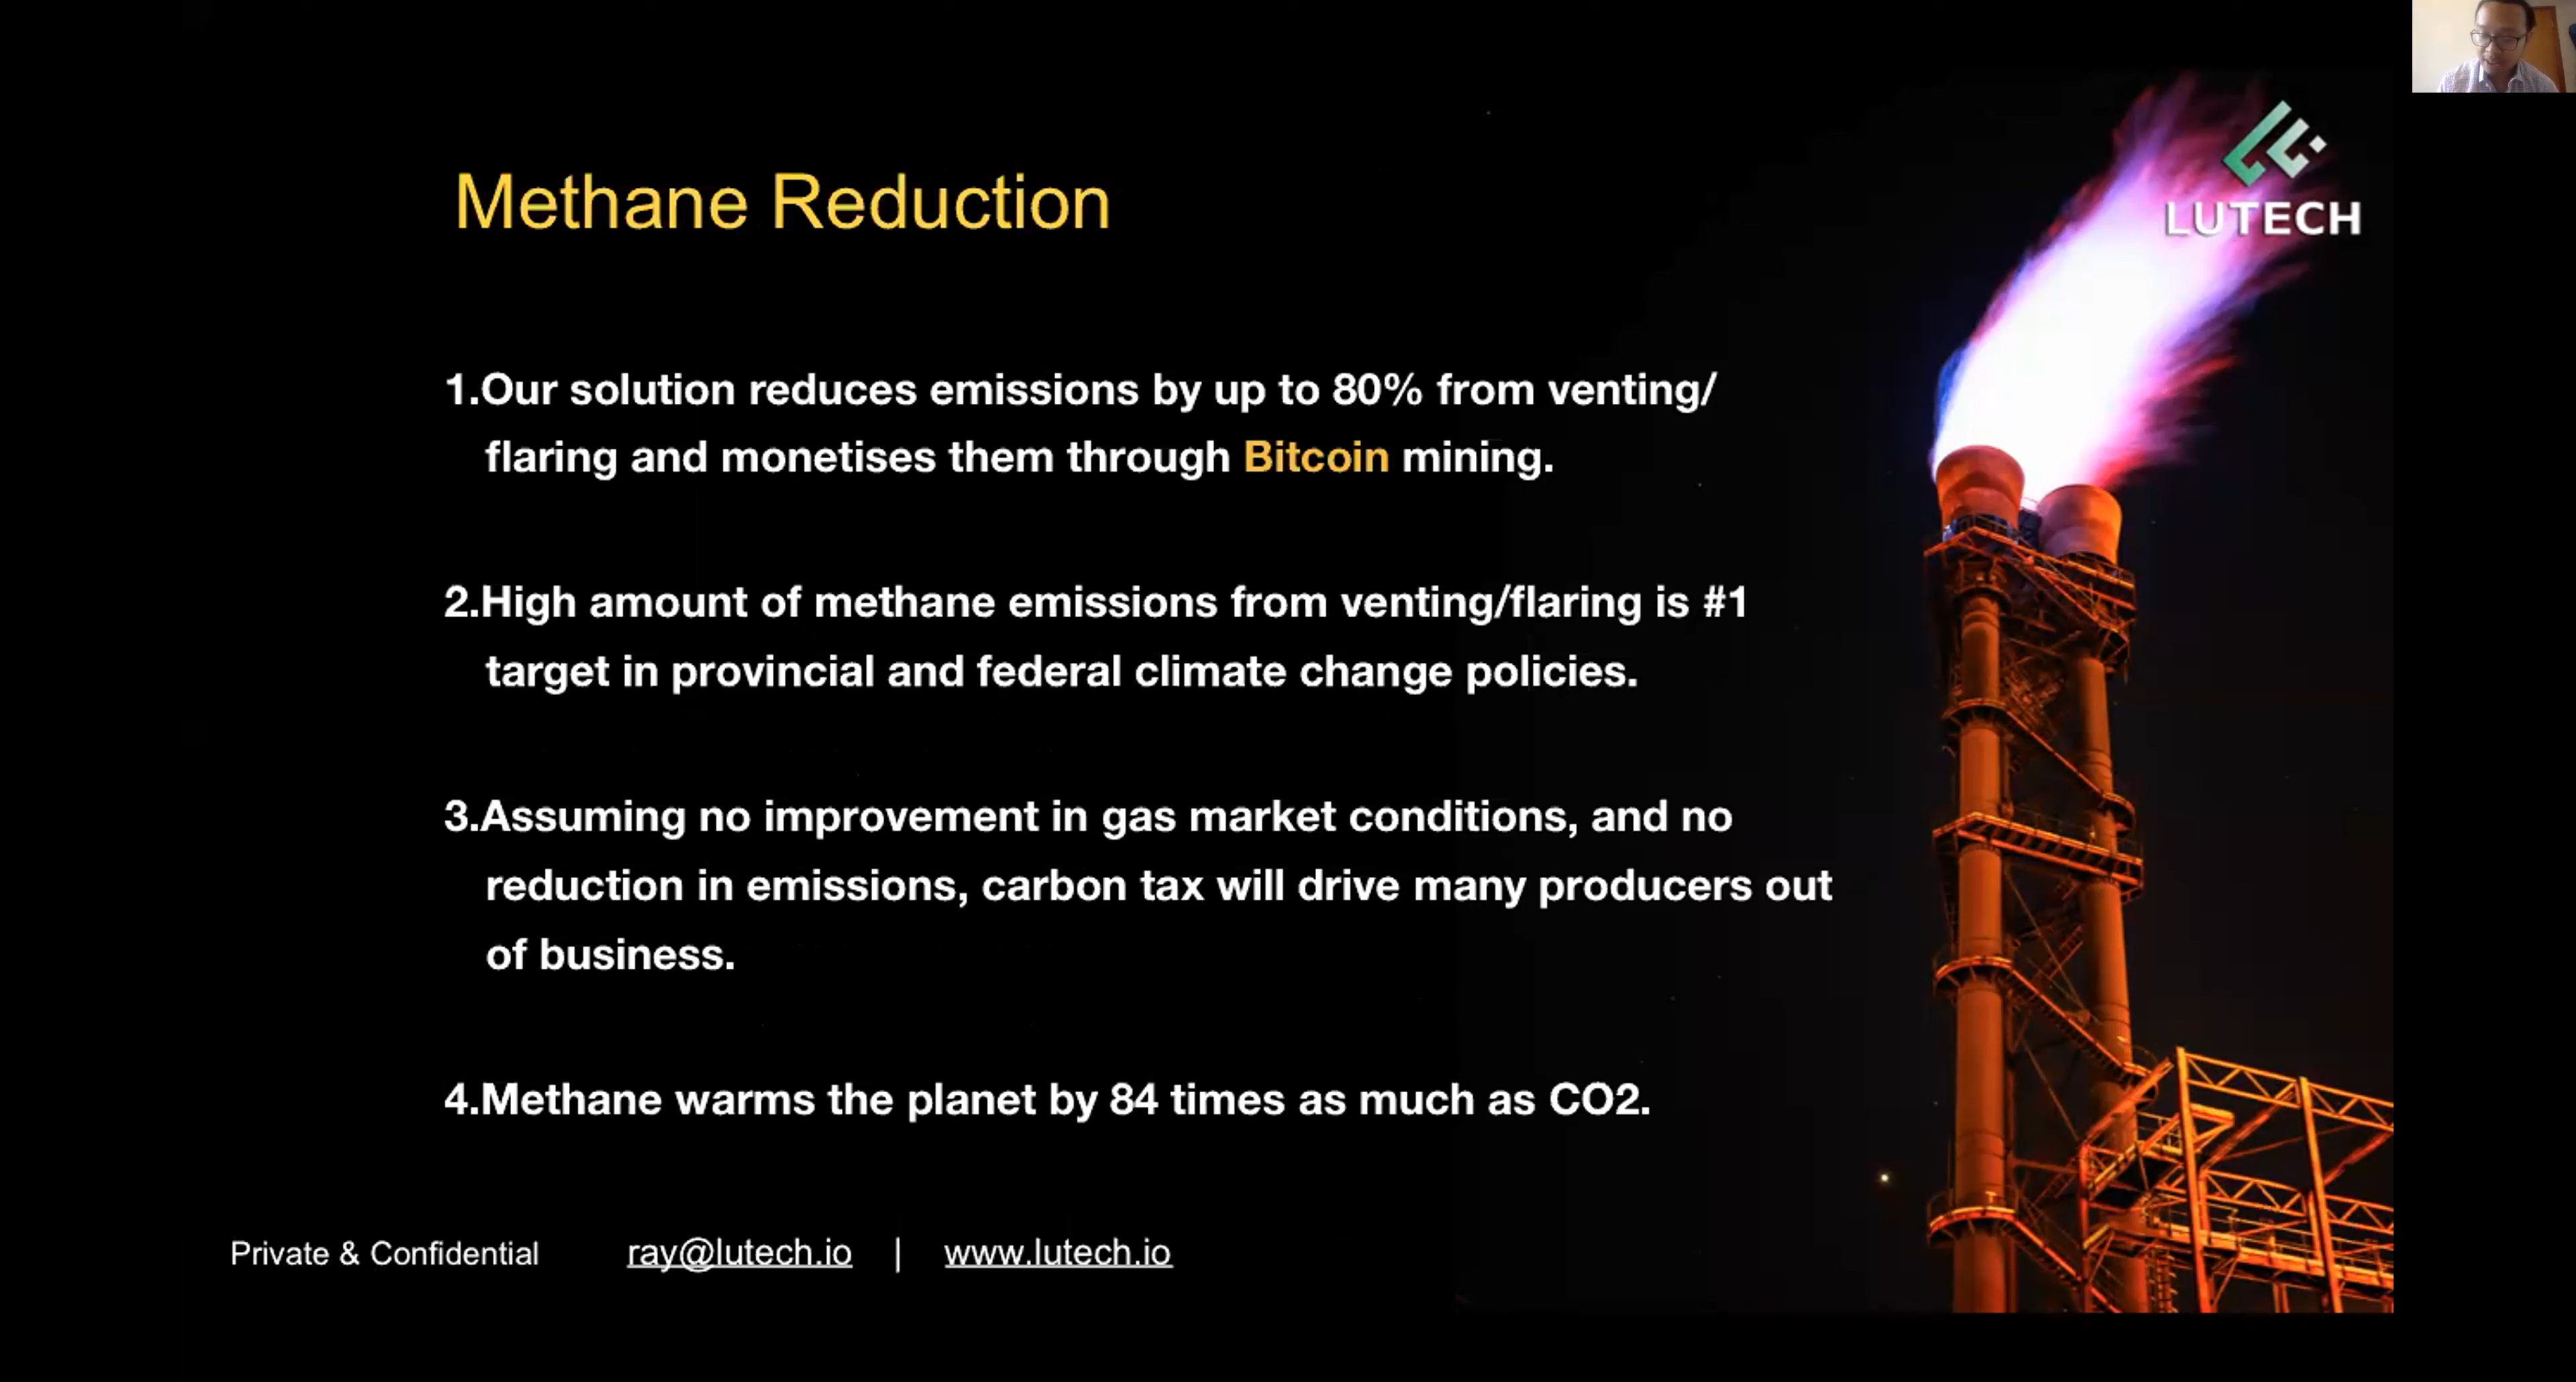 LUTECH
Methane Reduction
1.Our solution reduces emissions by up to 80% from venting/
flaring and monetises them through Bitcoin mining.
2.High amount of methane emissions from venting/flaring is #1
target in provincial and federal climate change policies.
3.Assuming no improvement in gas market conditions, and no
reduction in emissions, carbon tax will drive many producers out
of business.
4.Methane warms the planet by 84 times as much as CO2.
Private & Confidential ray@lutech.io | www.lutech.io